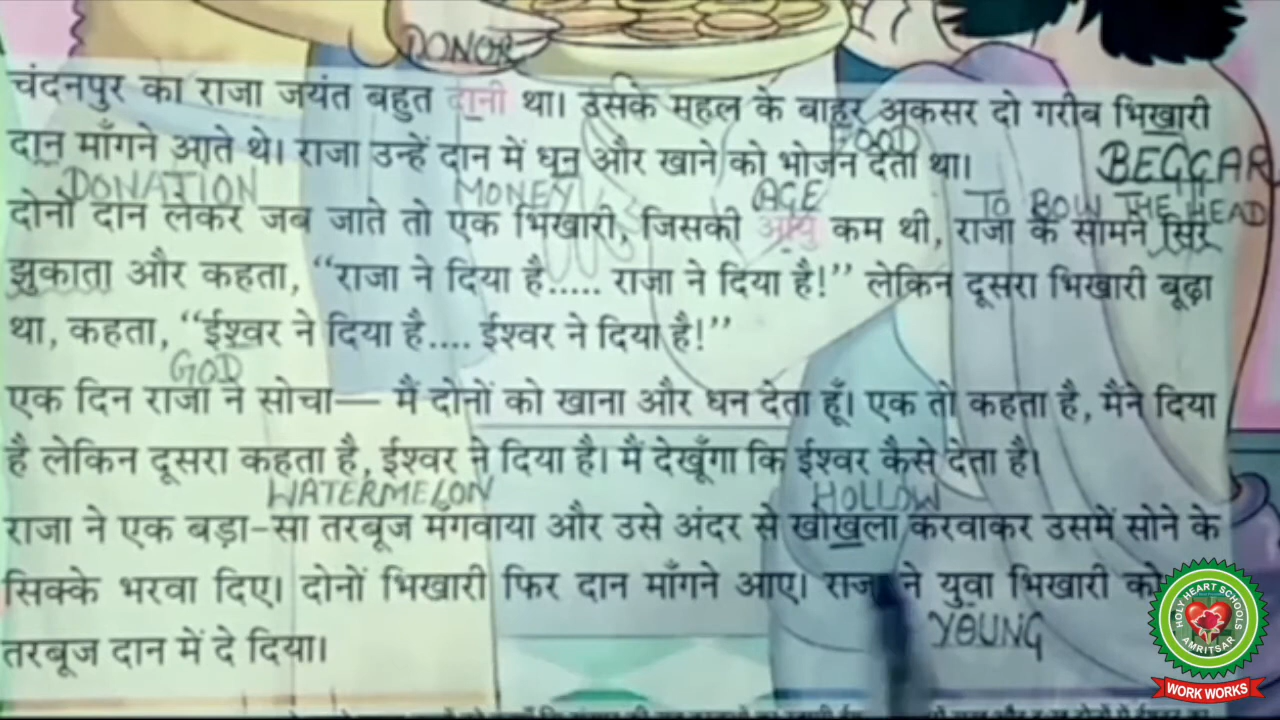 DONOR
चंदनपुर का राजा जयंत बहुत दानी था। उसके महल के बाहर अकसर दो गरीब भिखारी
FOOD
दान माँगने आते थे। राजा उन्हें दान में धन और खाने को भोजन देता था।
BEGGAR
DONATION MONEY AGE TO BOW THE HEAD
दोनों दान लेकर जब जाते तो एक भिखारी, जिसकी आयु कम थी, राजा के सामने सिर
झुकाता और कहता, “राजा ने दिया है..... राजा ने दिया है!” लेकिन दूसरा भिखारी बूढ़ा
था, कहता, “ईश्वर ने दिया है.... ईश्वर ने दिया है!”
GOD
एक दिन राजा ने सोचा— मैं दोनों को खाना और धन देता हूँ। एक तो कहता है, मैंने दिया
है लेकिन दूसरा कहता है, ईश्वर ने दिया है। मैं देखूँगा कि ईश्वर कैसे देता है।
WATERMELON HOLLOW
राजा ने एक बड़ा-सा तरबूज मँगवाया और उसे अंदर से खोखला करवाकर उसमें सोने के
सिक्के भरवा दिए। दोनों भिखारी फिर दान माँगने आए। राजा ने युवा भिखारी को
YOUNG
तरबूज दान में दे दिया।
HOLY HEART SCHOOLS
AMRITSAR
WORK WORKS